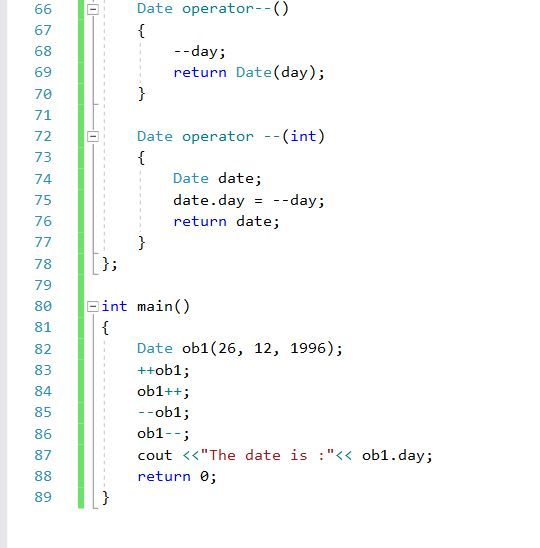 66 Date operator--()
67 {
68 --day;
69 return Date(day);
70 }
71
72 Date operator --(int)
73 {
74 Date date;
75 date.day = --day;
76 return date;
77 }
78 };
79
80 int main()
81 {
82 Date ob1(26, 12, 1996);
83 ++ob1;
84 ob1++;
85 --ob1;
86 ob1--;
87 cout <<"The date is :"<< ob1.day;
88 return 0;
89 }